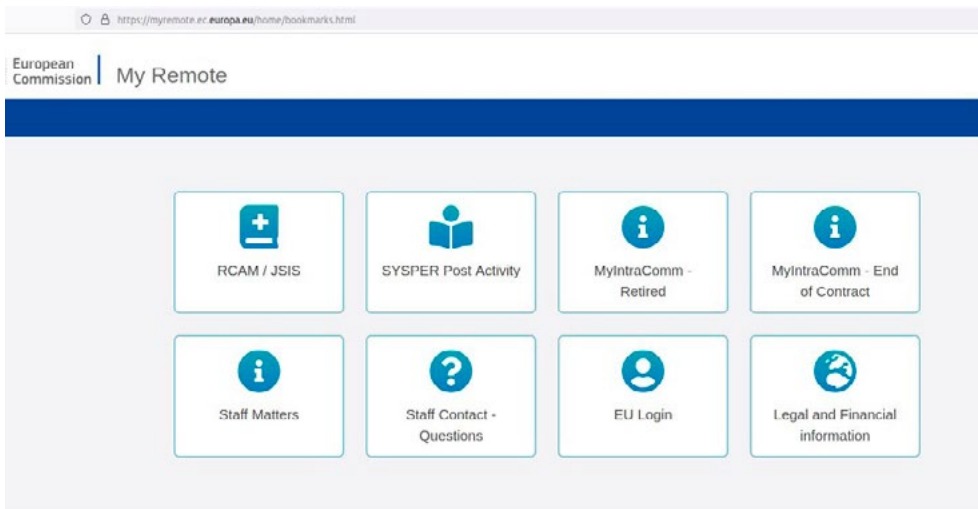 https://myremote.ec.europa.eu/home/bookmarks.html
European
Commission
My Remote
RCAM / JSIS
SYSPER Post Activity
MyIntraComm -
Retired
MyIntraComm - End
of Contract
Staff Matters
Staff Contact -
Questions
EU Login
Legal and Financial
information